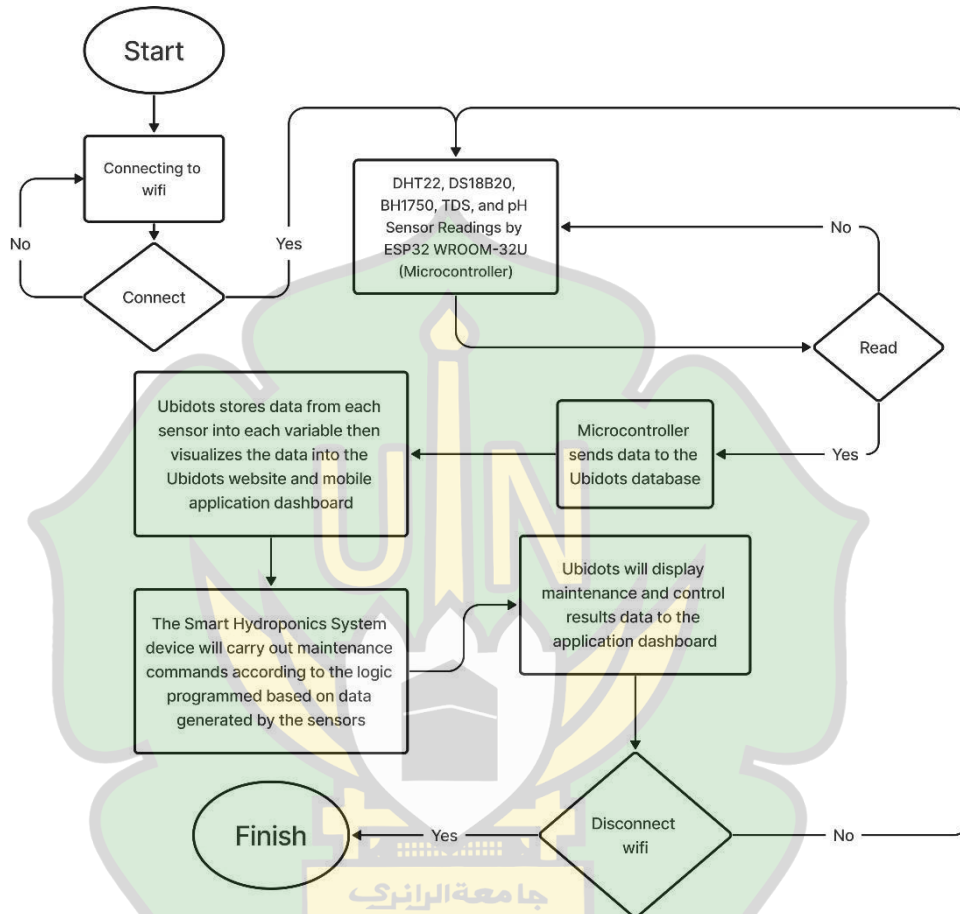 Start
Connecting to
wifi
No
Yes
Connect
DHT22, DS18B20,
BH1750, TDS, and pH
Sensor Readings by
ESP32 WROOM-32U
(Microcontroller)
No
Read
Yes
Microcontroller
sends data to the
Ubidots database
Ubidots stores data from each
sensor into each variable then
visualizes the data into the
Ubidots website and mobile
application dashboard
The Smart Hydroponics System
device will carry out maintenance
commands according to the logic
programmed based on data
generated by the sensors
Ubidots will display
maintenance and control
results data to the
application dashboard
Disconnect
wifi
No
Yes
Finish
UIN
جامعة الرانري